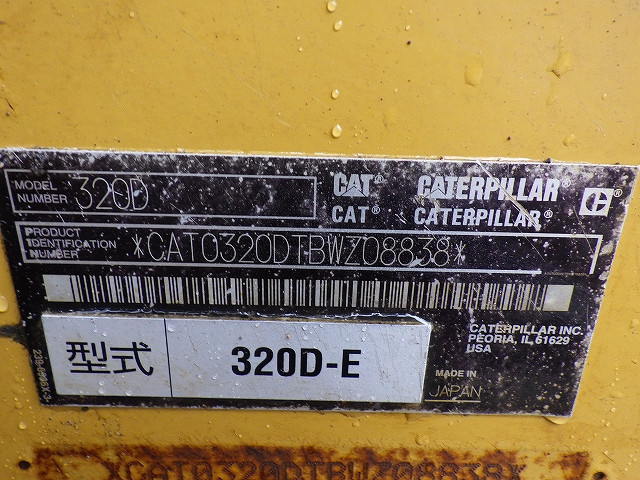 MODEL NUMBER 320D
CAT® CATERPILLAR®
CAT® CATERPILLAR®
PRODUCT IDENTIFICATION NUMBER *CAT0320DTBWZ08838*
CATERPILLAR INC.
PEORIA, IL 61629
USA
型式 320D-E
MADE IN
JAPAN
*CAT0320DTBWZ08838*